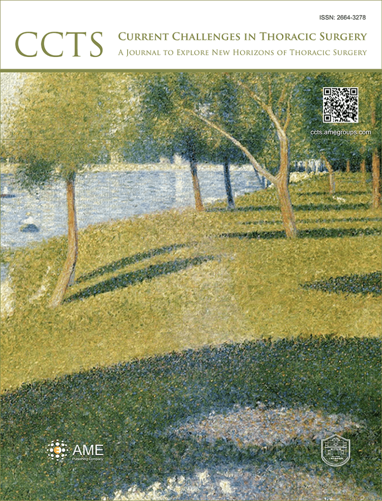 ISSN: 2664-3278
CCTS
Current Challenges in Thoracic Surgery
A Journal to Explore New Horizons of Thoracic Surgery
ccts.amegroups.com
AME